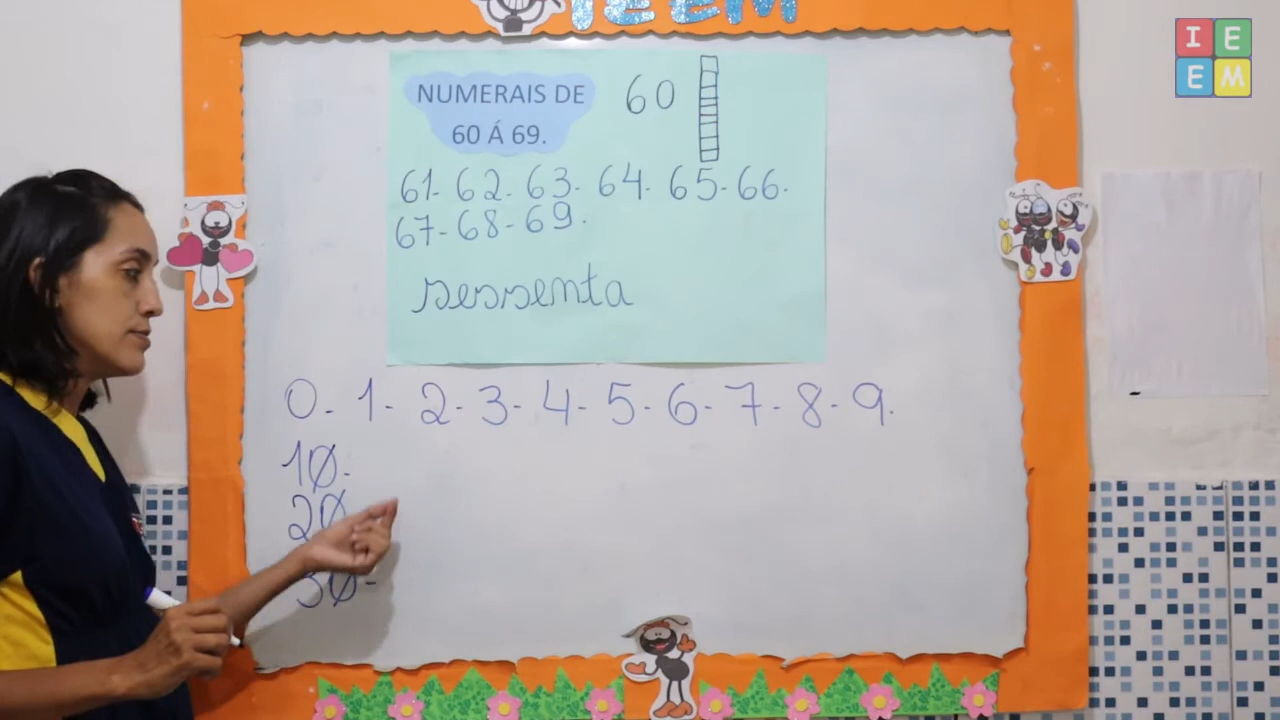 IEEM
I E
E M
NUMERAIS DE
60 Á 69.
60
61- 62- 63- 64- 65- 66-
67- 68- 69.
sessenta
0- 1- 2- 3- 4- 5- 6- 7- 8- 9.
10-
20
30-